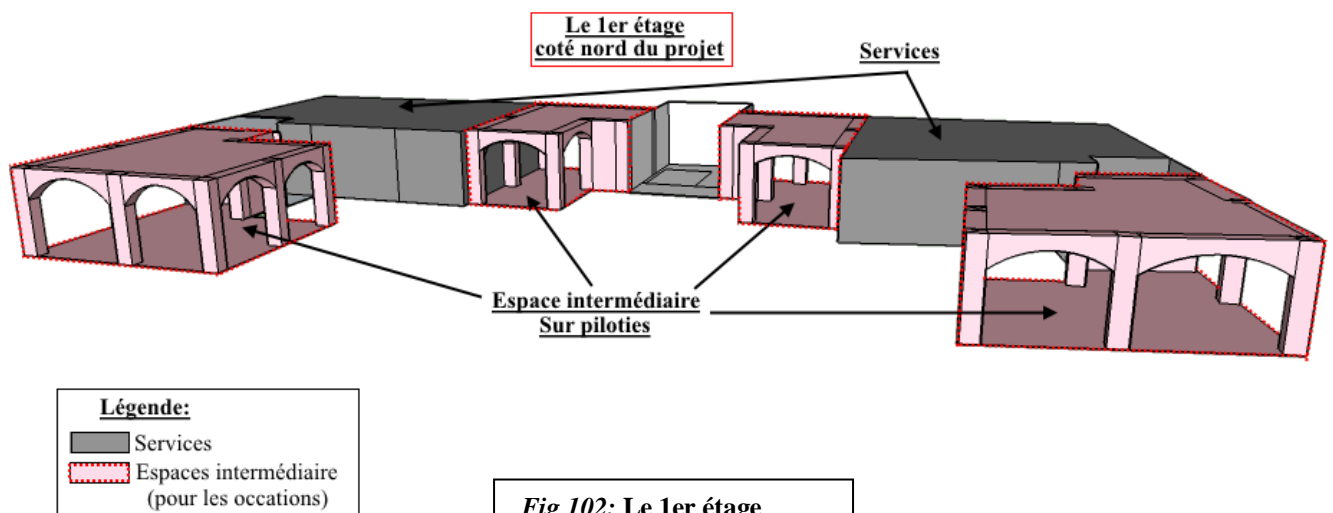 Le 1er étage
coté nord du projet
Services
Espace intermédiaire
Sur piloties
Légende:
Services
Espaces intermédiaire
(pour les occations)
Fig 102: Le 1er étage